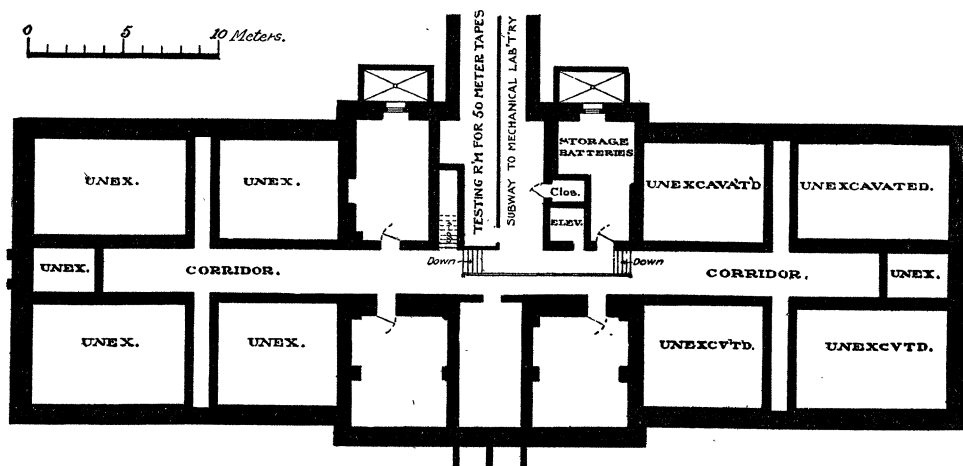 0 5 10 Meters.
TESTING R'M FOR 50 METER TAPES
SUBWAY TO MECHANICAL LAB'T'RY
STORAGE
BATTERIES
UNEX.
UNEX.
Clos.
UNEXCAVAT'D
UNEXCAVATED.
ELEV.
UNEX.
CORRIDOR.
Down
Down
CORRIDOR.
UNEX.
UNEX.
UNEX.
UNEXCV'TD.
UNEXCVTD.